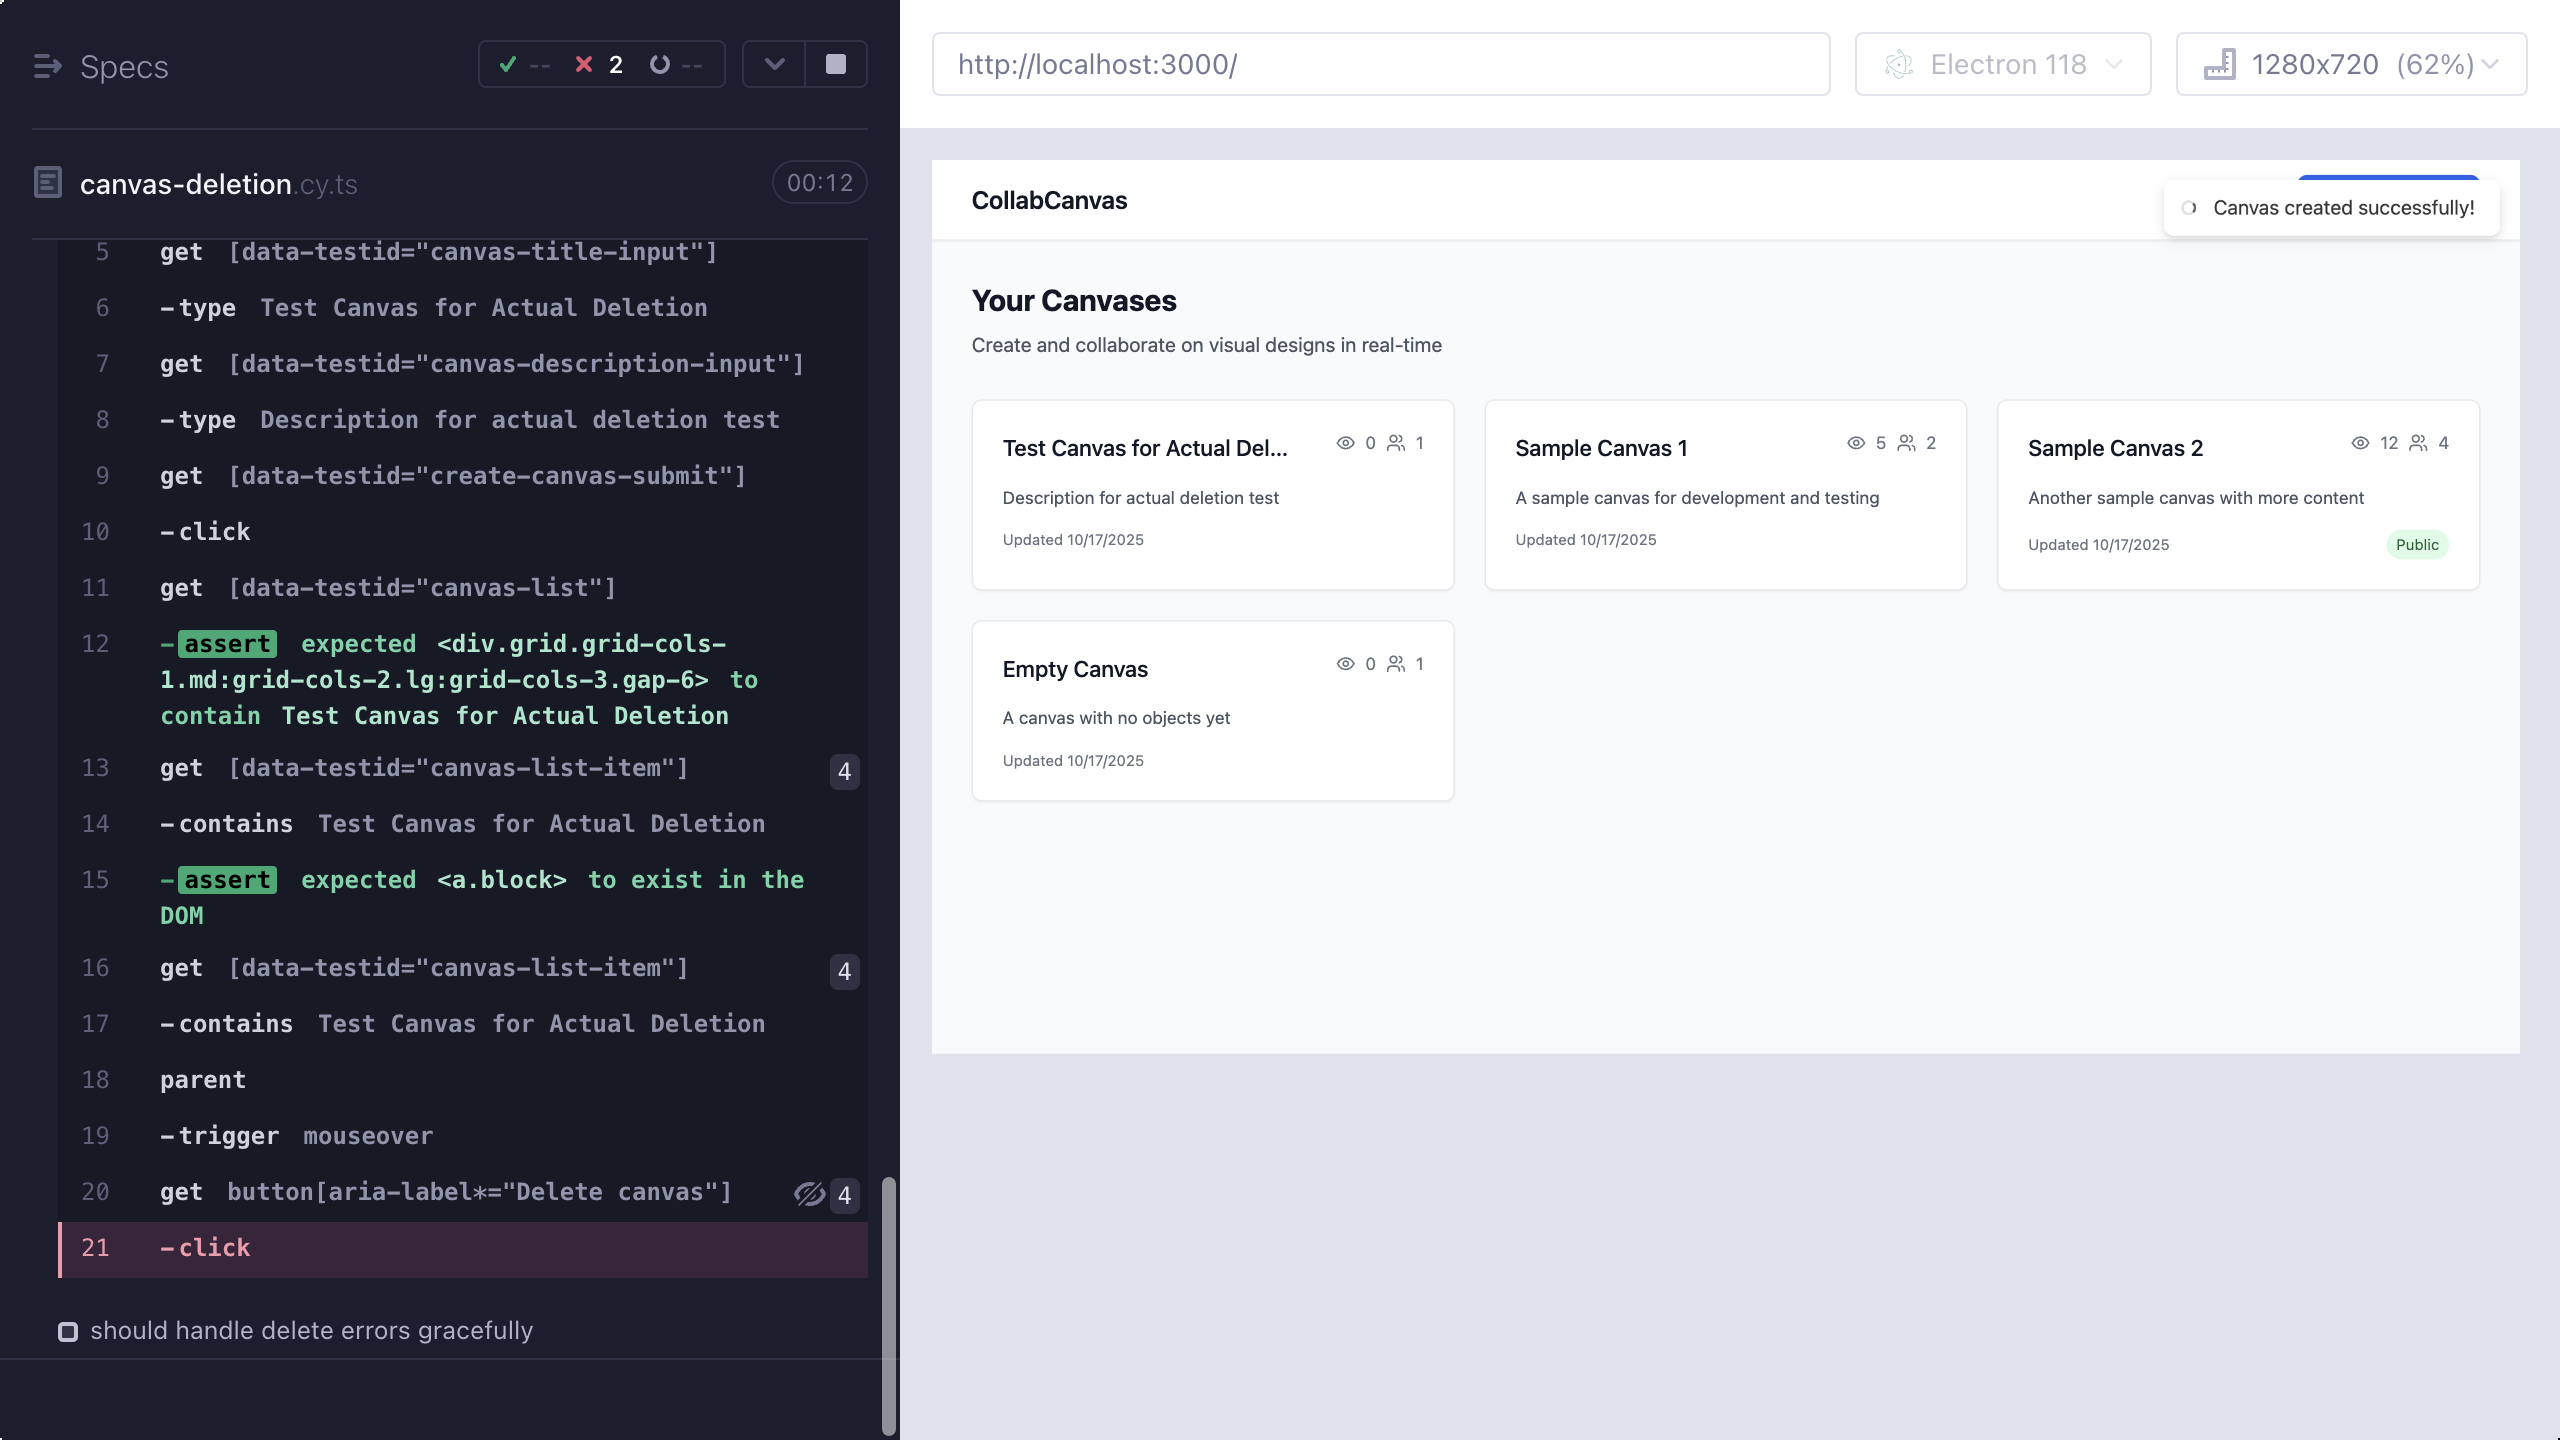 Specs
-- 2 --
canvas-deletion.cy.ts
00:12
5 get [data-testid="canvas-title-input"]
6 -type Test Canvas for Actual Deletion
7 get [data-testid="canvas-description-input"]
8 -type Description for actual deletion test
9 get [data-testid="create-canvas-submit"]
10 -click
11 get [data-testid="canvas-list"]
12 -assert expected <div.grid.grid-cols-
1.md:grid-cols-2.lg:grid-cols-3.gap-6> to
contain Test Canvas for Actual Deletion
13 get [data-testid="canvas-list-item"] 4
14 -contains Test Canvas for Actual Deletion
15 -assert expected <a.block> to exist in the
DOM
16 get [data-testid="canvas-list-item"] 4
17 -contains Test Canvas for Actual Deletion
18 parent
19 -trigger mouseover
20 get button[aria-label*="Delete canvas"] 4
21 -click
should handle delete errors gracefully
http://localhost:3000/
Electron 118
1280x720 (62%)
CollabCanvas
Canvas created successfully!
Your Canvases
Create and collaborate on visual designs in real-time
Test Canvas for Actual Del... 0 1
Description for actual deletion test
Updated 10/17/2025
Sample Canvas 1 5 2
A sample canvas for development and testing
Updated 10/17/2025
Sample Canvas 2 12 4
Another sample canvas with more content
Updated 10/17/2025 Public
Empty Canvas 0 1
A canvas with no objects yet
Updated 10/17/2025